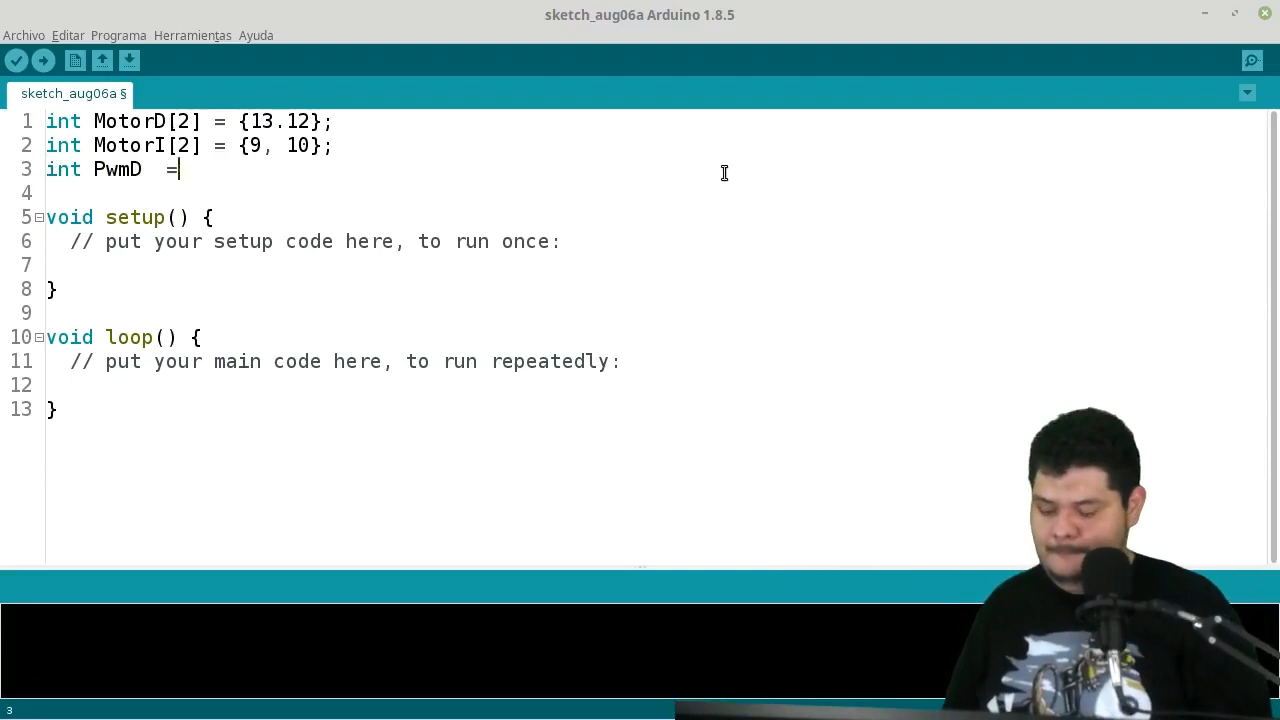 sketch_aug06a Arduino 1.8.5
Archivo Editar Programa Herramientas Ayuda
sketch_aug06a §
1 int MotorD[2] = {13.12};
2 int MotorI[2] = {9, 10};
3 int PwmD  =
4
5 void setup() {
6   // put your setup code here, to run once:
7
8 }
9
10 void loop() {
11   // put your main code here, to run repeatedly:
12
13 }
3